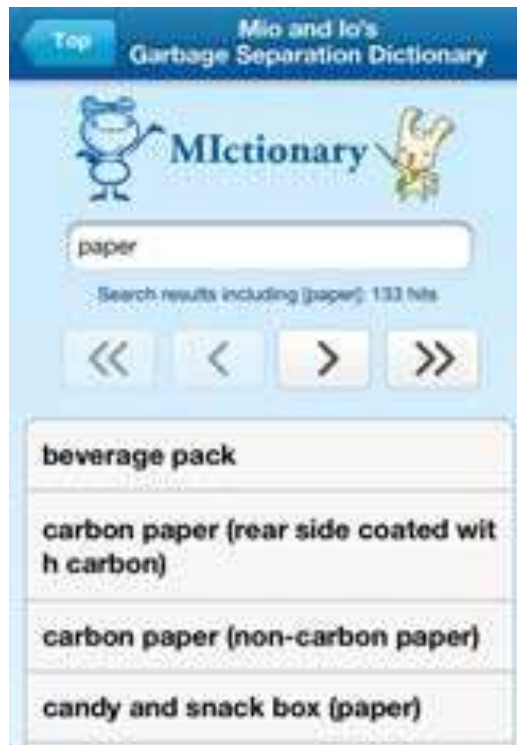 Top
Mio and Io's
Garbage Separation Dictionary
MIctionary
paper
Search results including [paper]: 133 hits
beverage pack
carbon paper (rear side coated wit
h carbon)
carbon paper (non-carbon paper)
candy and snack box (paper)